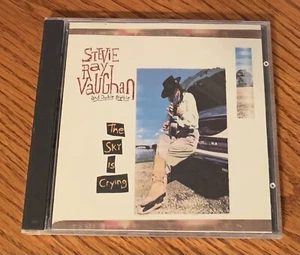 STEVIE
RAY
VAUGHAN
And Double Trouble
The
SKY
is
Crying